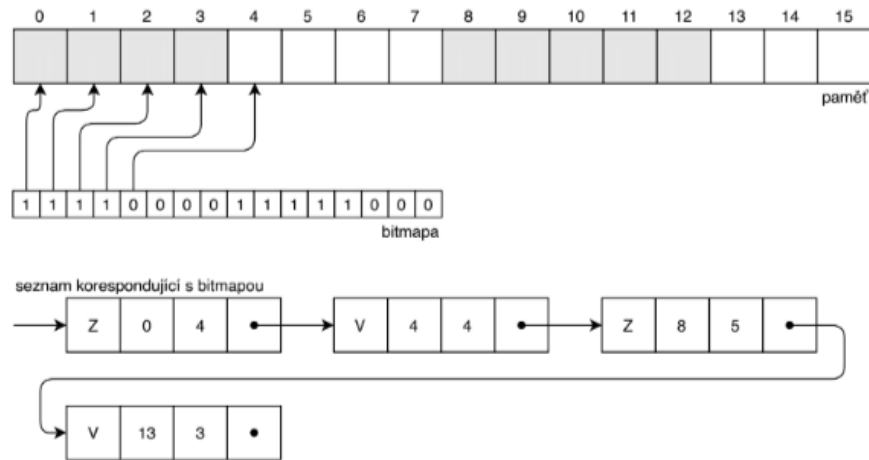 0 1 2 3 4 5 6 7 8 9 10 11 12 13 14 15
paměť
1 1 1 1 0 0 0 0 1 1 1 1 1 0 0 0
bitmapa
seznam korespondující s bitmapou
Z 0 4 V 4 4 Z 8 5
V 13 3